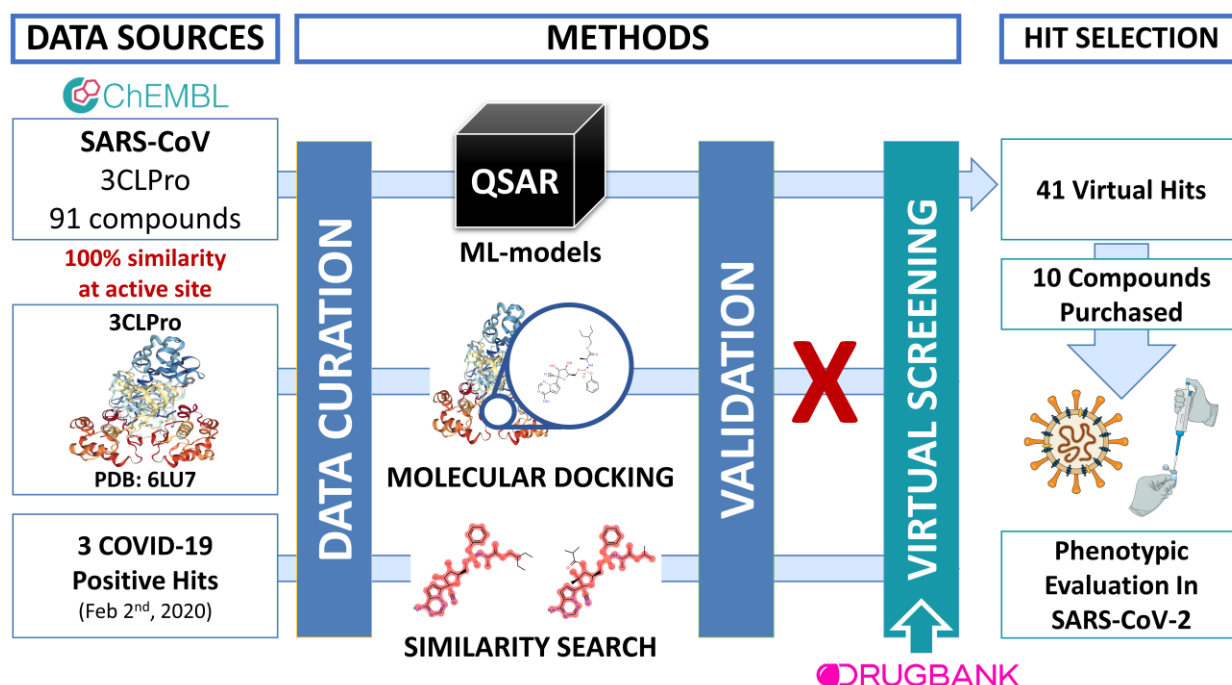 DATA SOURCES
METHODS
HIT SELECTION
ChEMBL
SARS-CoV
3CLPro
91 compounds
100% similarity
at active site
3CLPro
PDB: 6LU7
3 COVID-19
Positive Hits
(Feb 2nd, 2020)
DATA CURATION
QSAR
ML-models
MOLECULAR DOCKING
SIMILARITY SEARCH
VALIDATION
X
VIRTUAL SCREENING
DRUGBANK
41 Virtual Hits
10 Compounds
Purchased
Phenotypic
Evaluation In
SARS-CoV-2